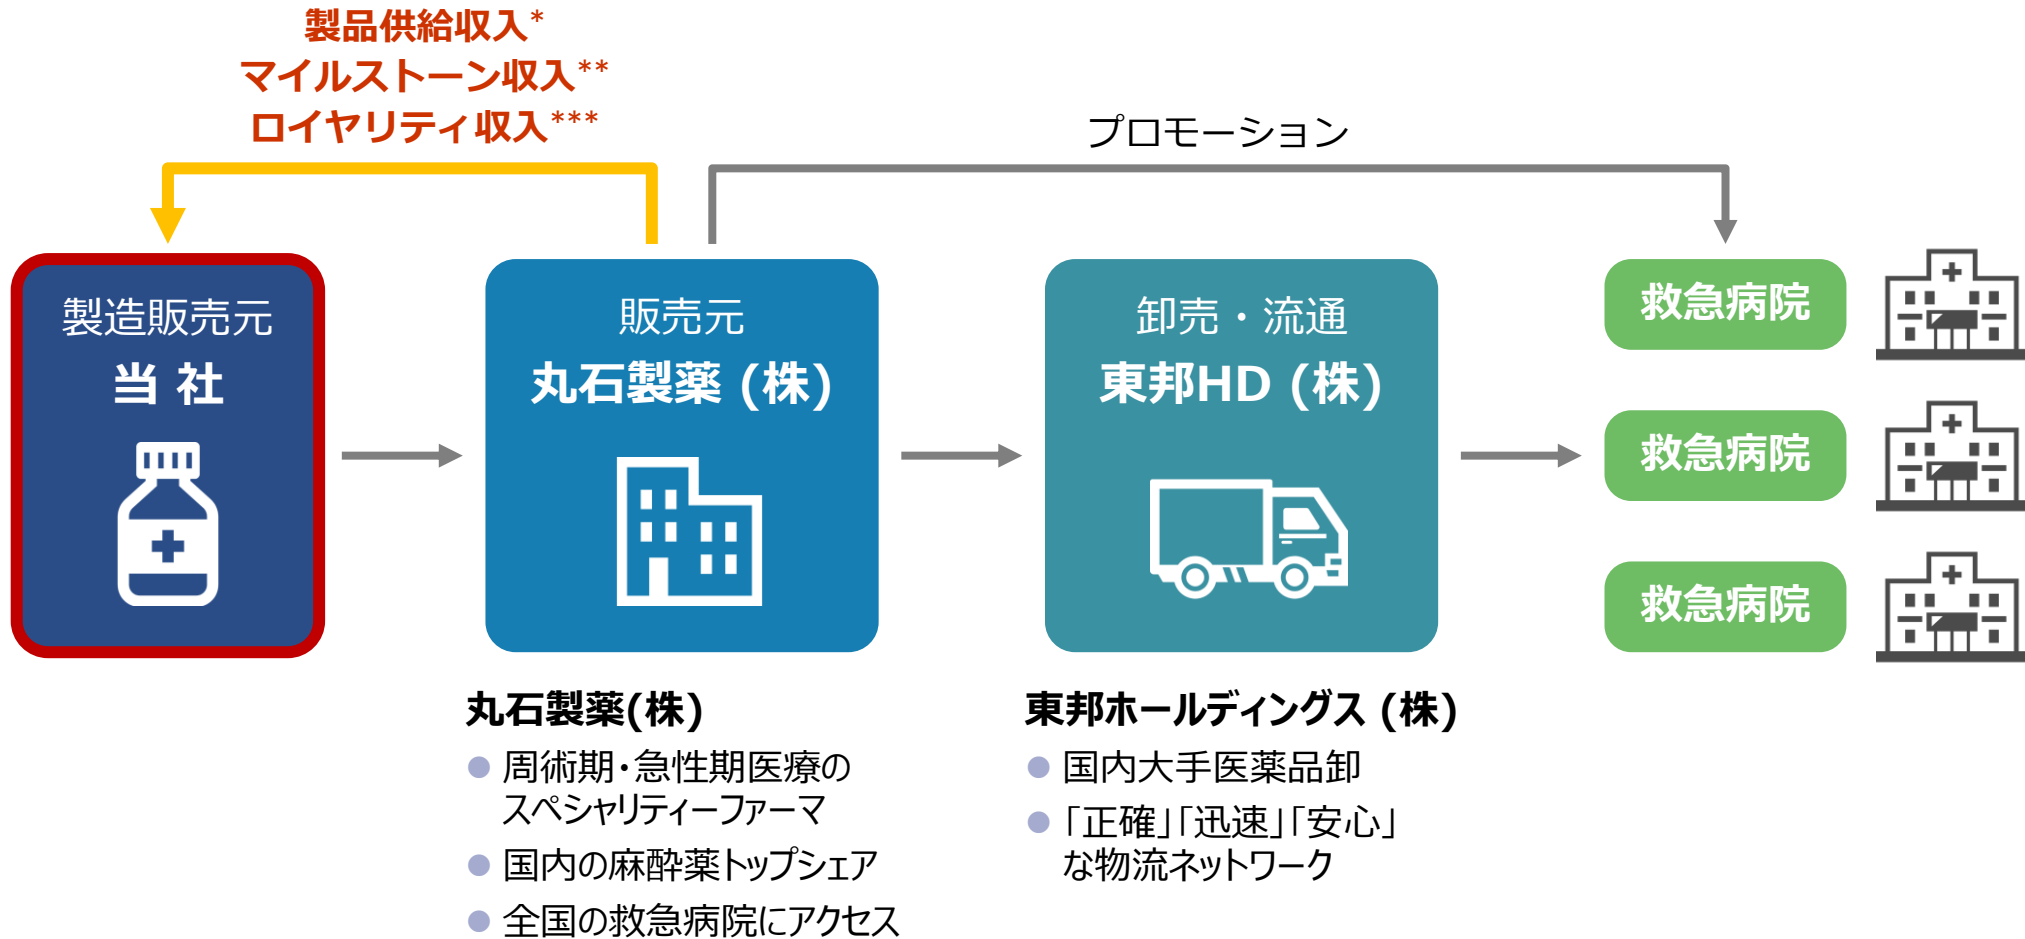 製品供給収入*
マイルストーン収入**
ロイヤリティ収入***
プロモーション
製造販売元
当 社
販売元
丸石製薬 (株)
卸売・流通
東邦HD (株)
救急病院
救急病院
救急病院
丸石製薬(株)
● 周術期・急性期医療の
スペシャリティーファーマ
● 国内の麻酔薬トップシェア
● 全国の救急病院にアクセス
東邦ホールディングス (株)
● 国内大手医薬品卸
● 「正確」「迅速」「安心」
な物流ネットワーク